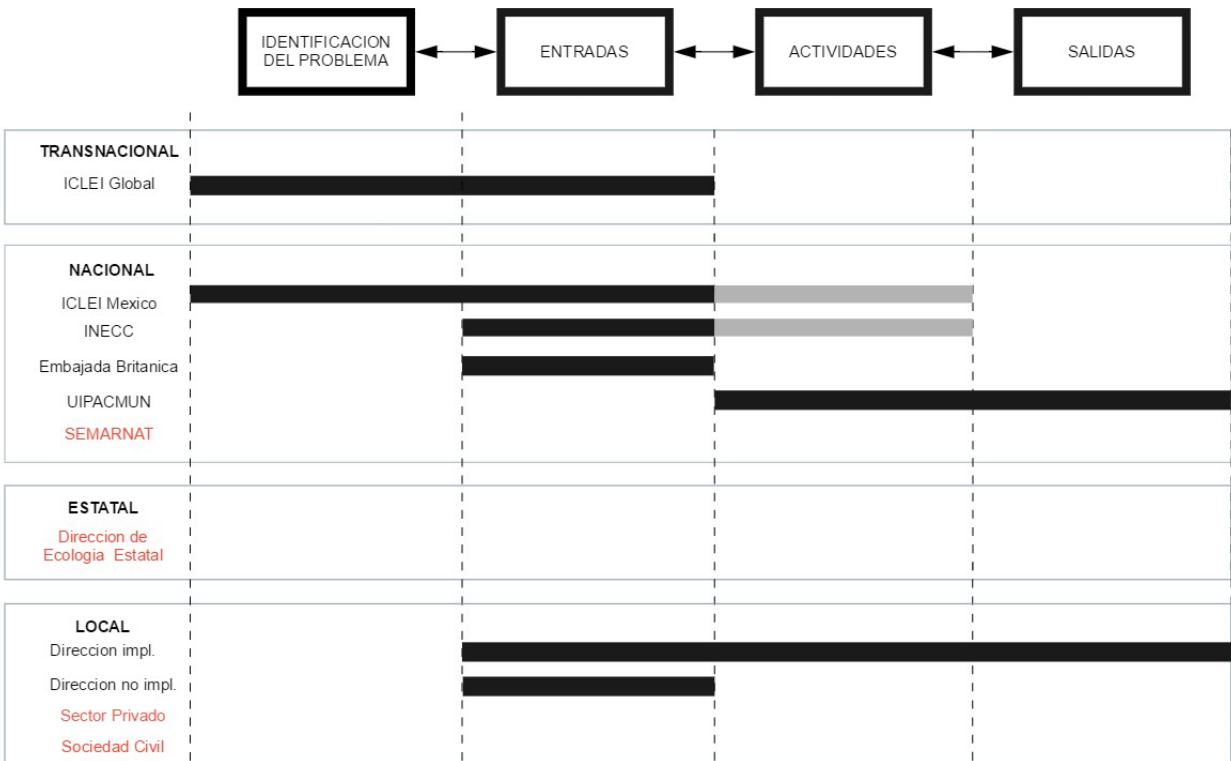 IDENTIFICACION
DEL PROBLEMA
ENTRADAS
ACTIVIDADES
SALIDAS
TRANSNACIONAL
ICLEI Global
NACIONAL
ICLEI Mexico
INECC
Embajada Britanica
UIPACMUN
SEMARNAT
ESTATAL
Direccion de
Ecologia Estatal
LOCAL
Direccion impl.
Direccion no impl.
Sector Privado
Sociedad Civil